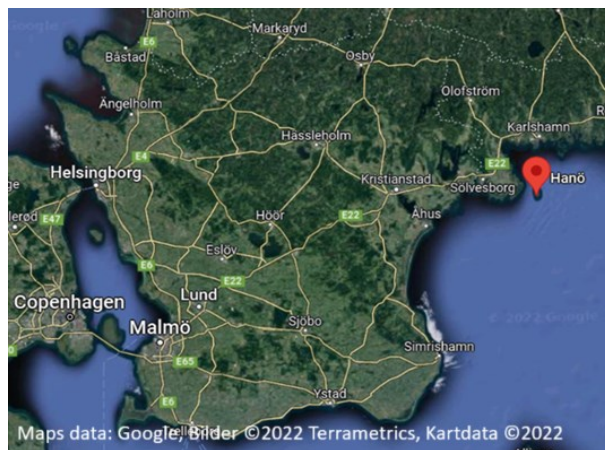 Laholm
E6
Markaryd
Båstad
Osby
Ängelholm
Olofström
Hässleholm
Karlshamn
E4
E22
Helsingborg
Kristianstad
Sölvesborg
Hanö
E47
Höör
E22
Åhus
Eslöv
E6
E22
Lund
Copenhagen
Malmö
Sjöbo
Simrishamn
E65
Ystad
E6
Maps data: Google, Bilder ©2022 Terrametrics, Kartdata ©2022